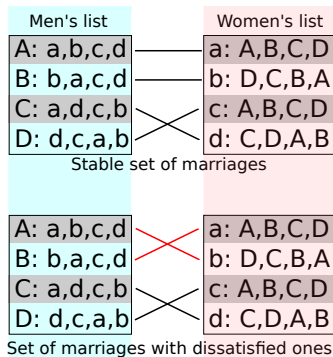 Men's list Women's list
A: a,b,c,d a: A,B,C,D
B: b,a,c,d b: D,C,B,A
C: a,d,c,b c: A,B,C,D
D: d,c,a,b d: C,D,A,B
Stable set of marriages
A: a,b,c,d a: A,B,C,D
B: b,a,c,d b: D,C,B,A
C: a,d,c,b c: A,B,C,D
D: d,c,a,b d: C,D,A,B
Set of marriages with dissatisfied ones